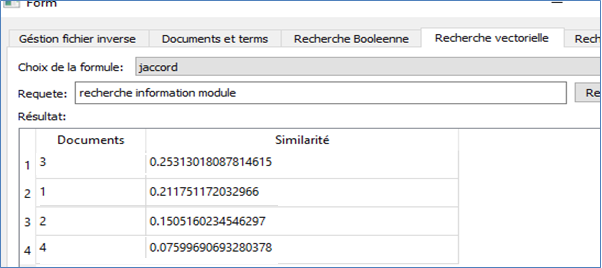 Form
Géstion fichier inverse Documents et terms Recherche Booleenne Recherche vectorielle Rech
Choix de la formule: jaccord
Requete: recherche information module Re
Résultat:
Documents Similarité
1 3 0.25313018087814615
2 1 0.211751172032966
3 2 0.1505160234546297
4 4 0.07599690693280378